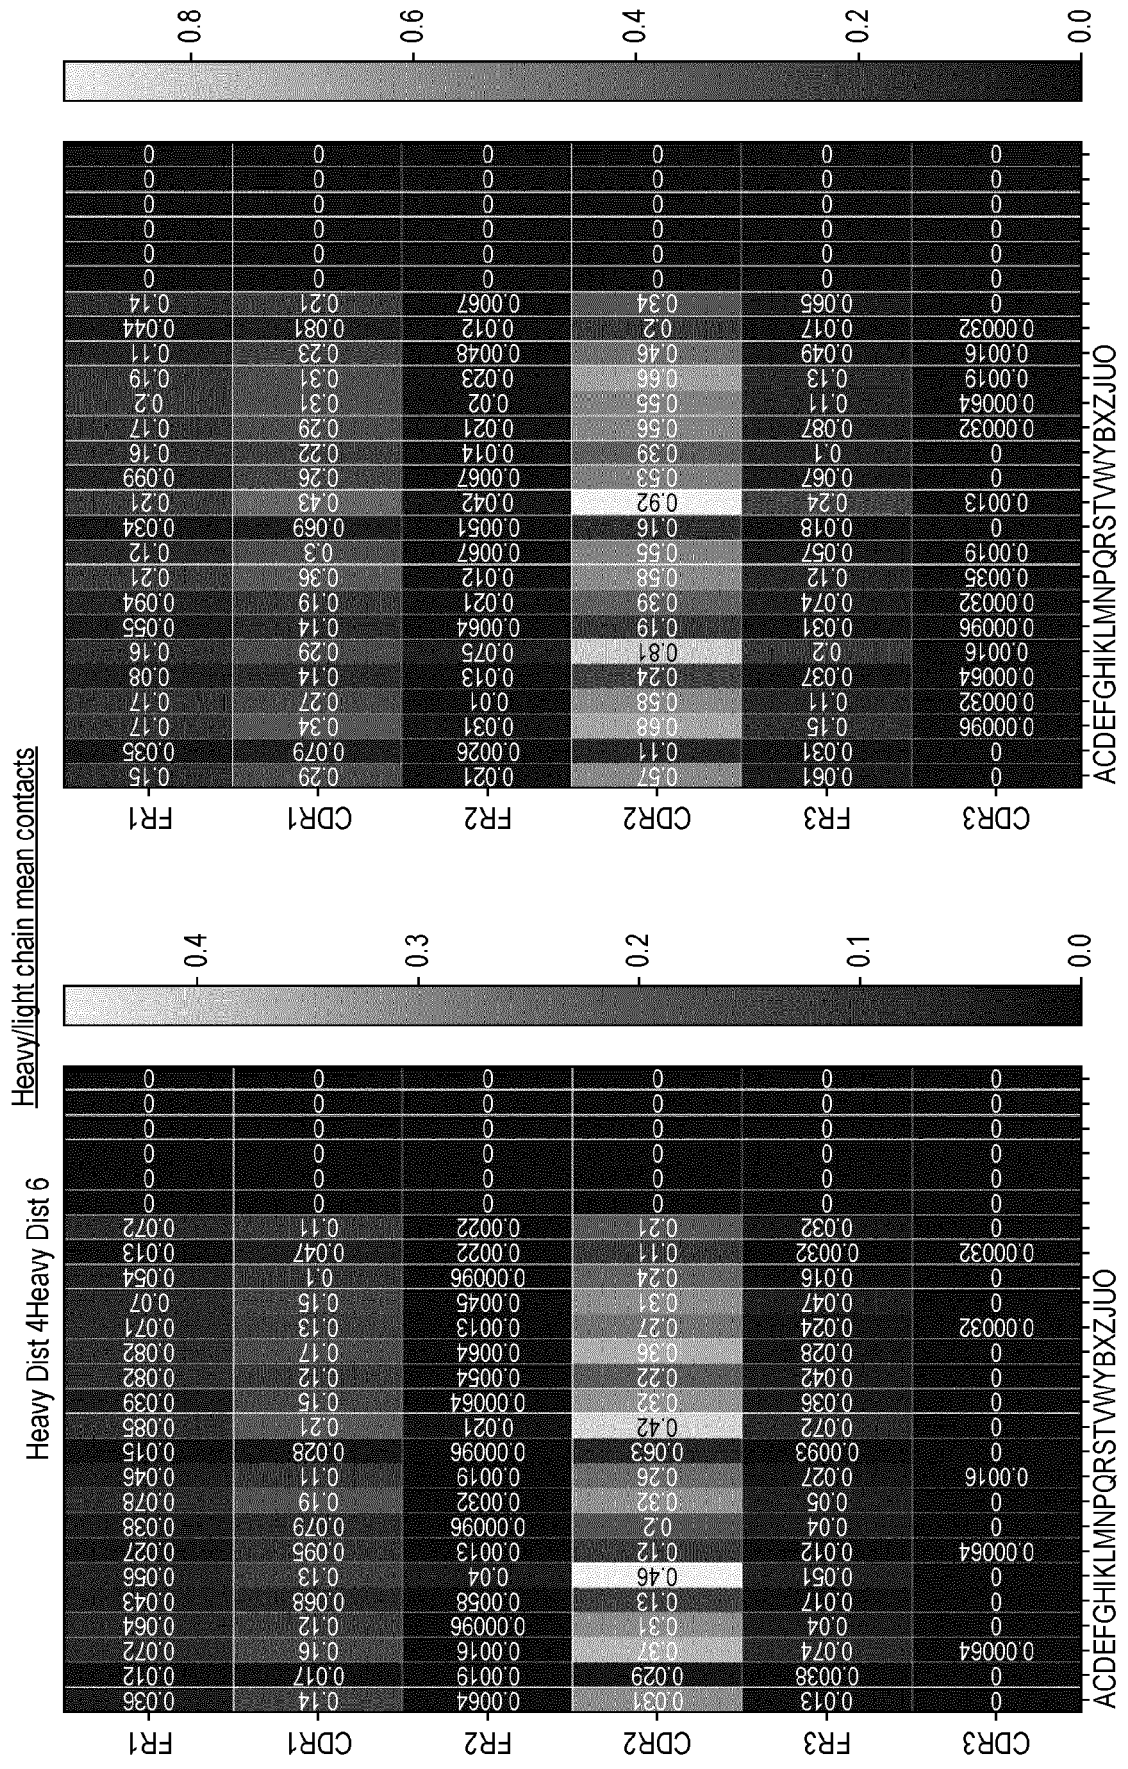 Heavy/light chain mean contacts
Heavy Dist 4Heavy Dist 6
FR1 0.036 0.012 0.072 0.064 0.043 0.056 0.027 0.038 0.078 0.046 0.015 0.085 0.039 0.082 0.082 0.071 0.07 0.054 0.013 0.072 0 0 0 0 0 0
CDR1 0.14 0.017 0.16 0.12 0.068 0.13 0.095 0.079 0.19 0.11 0.028 0.21 0.15 0.12 0.17 0.13 0.15 0.1 0.047 0.11 0 0 0 0 0 0
FR2 0.0064 0.0019 0.0016 0.00096 0.0058 0.04 0.0013 0.00096 0.0032 0.0019 0.00096 0.021 0.00064 0.0054 0.0064 0.0013 0.0045 0.00096 0.0022 0.0022 0 0 0 0 0 0
CDR2 0.031 0.029 0.37 0.31 0.13 0.46 0.12 0.2 0.32 0.26 0.063 0.42 0.32 0.22 0.36 0.27 0.31 0.24 0.11 0.21 0 0 0 0 0 0
FR3 0.013 0.0038 0.074 0.04 0.017 0.051 0.012 0.04 0.05 0.027 0.0093 0.072 0.036 0.042 0.028 0.024 0.047 0.016 0.0032 0.032 0 0 0 0 0 0
CDR3 0 0 0.00064 0 0 0 0.00064 0 0 0.0016 0 0 0 0 0 0.00032 0 0 0.00032 0 0 0 0 0 0 0
ACDEFGHIKLMNPQRSTVWYBXZJUO
0.4
0.3
0.2
0.1
0.0
FR1 0.15 0.035 0.17 0.17 0.08 0.16 0.055 0.094 0.21 0.12 0.034 0.21 0.099 0.16 0.17 0.2 0.19 0.11 0.044 0.14 0 0 0 0 0 0
CDR1 0.29 0.079 0.34 0.27 0.14 0.29 0.14 0.19 0.36 0.3 0.069 0.43 0.26 0.22 0.29 0.31 0.31 0.23 0.081 0.21 0 0 0 0 0 0
FR2 0.021 0.0026 0.031 0.01 0.013 0.075 0.0064 0.021 0.012 0.0067 0.0051 0.042 0.0067 0.014 0.021 0.02 0.023 0.0048 0.012 0.0067 0 0 0 0 0 0
CDR2 0.57 0.11 0.68 0.58 0.24 0.81 0.19 0.39 0.58 0.55 0.16 0.92 0.53 0.39 0.56 0.55 0.66 0.46 0.2 0.34 0 0 0 0 0 0
FR3 0.061 0.031 0.15 0.11 0.037 0.2 0.031 0.074 0.12 0.057 0.018 0.24 0.067 0.1 0.087 0.11 0.13 0.049 0.017 0.065 0 0 0 0 0 0
CDR3 0 0 0.00096 0.00032 0.00064 0.0016 0.00096 0.00032 0.0035 0.0019 0 0.0013 0 0 0.00032 0.00064 0.0019 0.0016 0.00032 0 0 0 0 0 0 0
ACDEFGHIKLMNPQRSTVWYBXZJUO
0.8
0.6
0.4
0.2
0.0